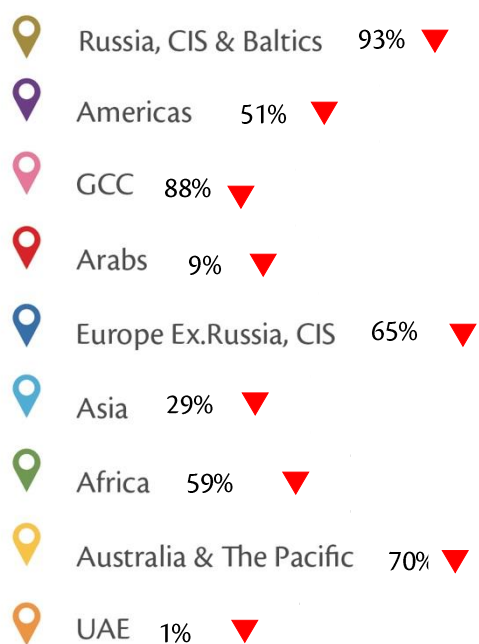 Russia, CIS & Baltics 93%
Americas 51%
GCC 88%
Arabs 9%
Europe Ex.Russia, CIS 65%
Asia 29%
Africa 59%
Australia & The Pacific 70%
UAE 1%